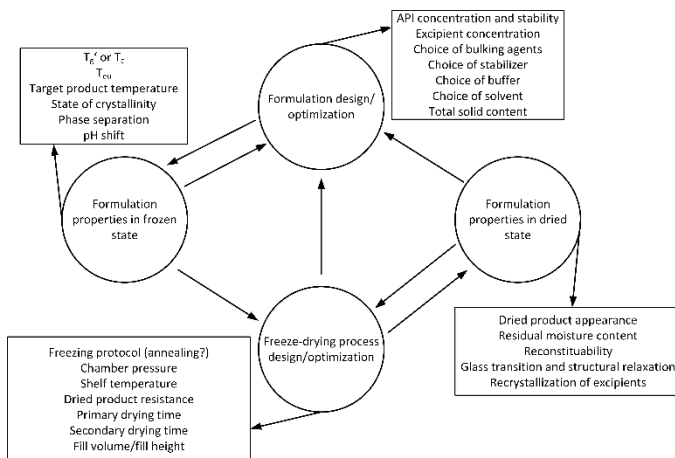 API concentration and stability
Excipient concentration
Choice of bulking agents
Choice of stabilizer
Choice of buffer
Choice of solvent
Total solid content
Tg‘ or Tc
Teu
Target product temperature
State of crystallinity
Phase separation
pH shift
Formulation design/
optimization
Formulation
properties in frozen
state
Formulation
properties in dried
state
Freeze-drying process
design/optimization
Freezing protocol (annealing?)
Chamber pressure
Shelf temperature
Dried product resistance
Primary drying time
Secondary drying time
Fill volume/fill height
Dried product appearance
Residual moisture content
Reconstituability
Glass transition and structural relaxation
Recrystallization of excipients